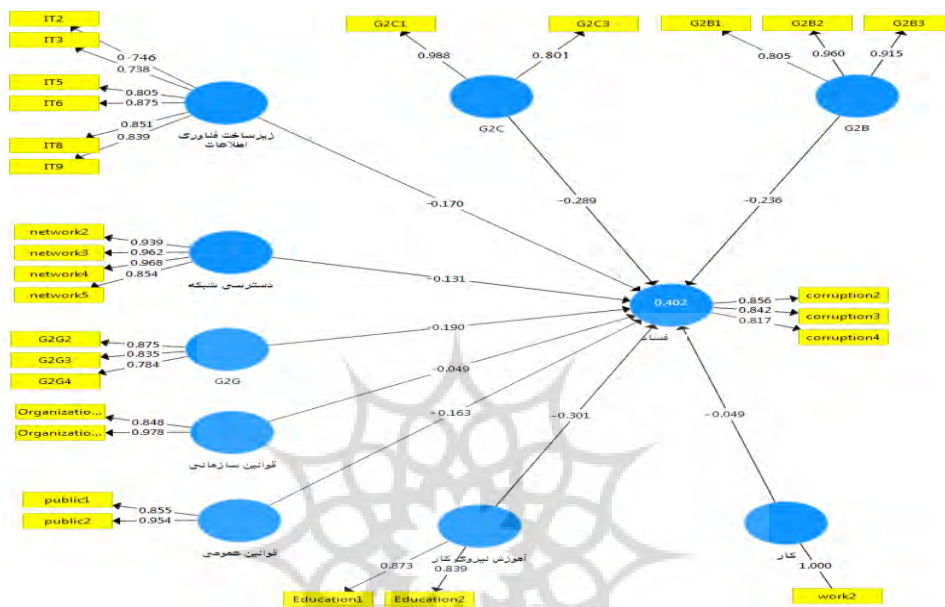 IT2
IT3
IT5
IT6
IT8
IT9
0.746
0.738
0.805
0.875
0.851
0.839
زیرساخت فناوری
اطلاعات
G2C1
G2C3
0.988
0.801
G2C
G2B1
G2B2
G2B3
0.805
0.960
0.915
G2B
-0.170
-0.289
-0.236
network2
network3
network4
network5
0.939
0.962
0.968
0.854
دسترسی شبکه
-0.131
0.402
فساد
0.856
0.842
0.817
corruption2
corruption3
corruption4
G2G2
G2G3
G2G4
0.875
0.835
0.784
G2G
-0.190
-0.049
-0.163
-0.301
-0.049
Organizatio...
Organizatio...
0.848
0.978
قوانین سازمانی
public1
public2
0.855
0.954
قوانین عمومی
آموزش نیروی کار
0.873
0.839
Education1
Education2
کار
1.000
work2